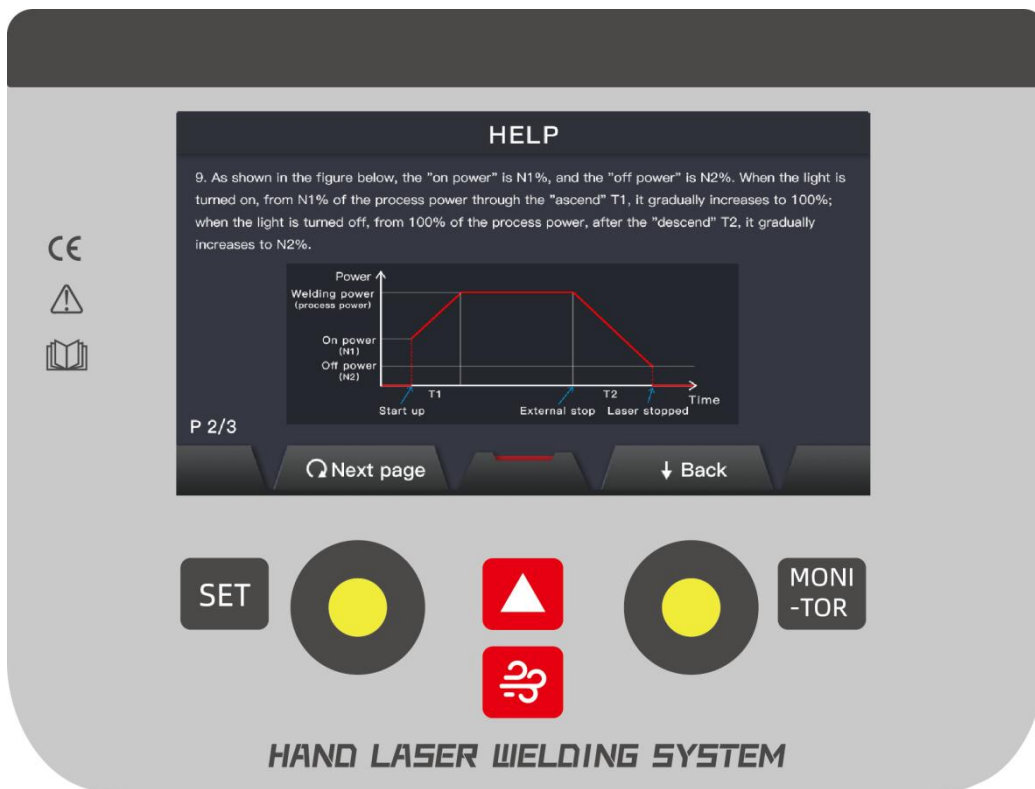 HELP
9. As shown in the figure below, the "on power" is N1%, and the "off power" is N2%. When the light is
turned on, from N1% of the process power through the "ascend" T1, it gradually increases to 100%;
when the light is turned off, from 100% of the process power, after the "descend" T2, it gradually
increases to N2%.
CE
Power
Welding power
(process power)
On power
(N1)
Off power
(N2)
T1
T2
Time
Start up
External stop
Laser stopped
P 2/3
Next page
Back
SET
MONI
-TOR
HAND LASER WELDING SYSTEM